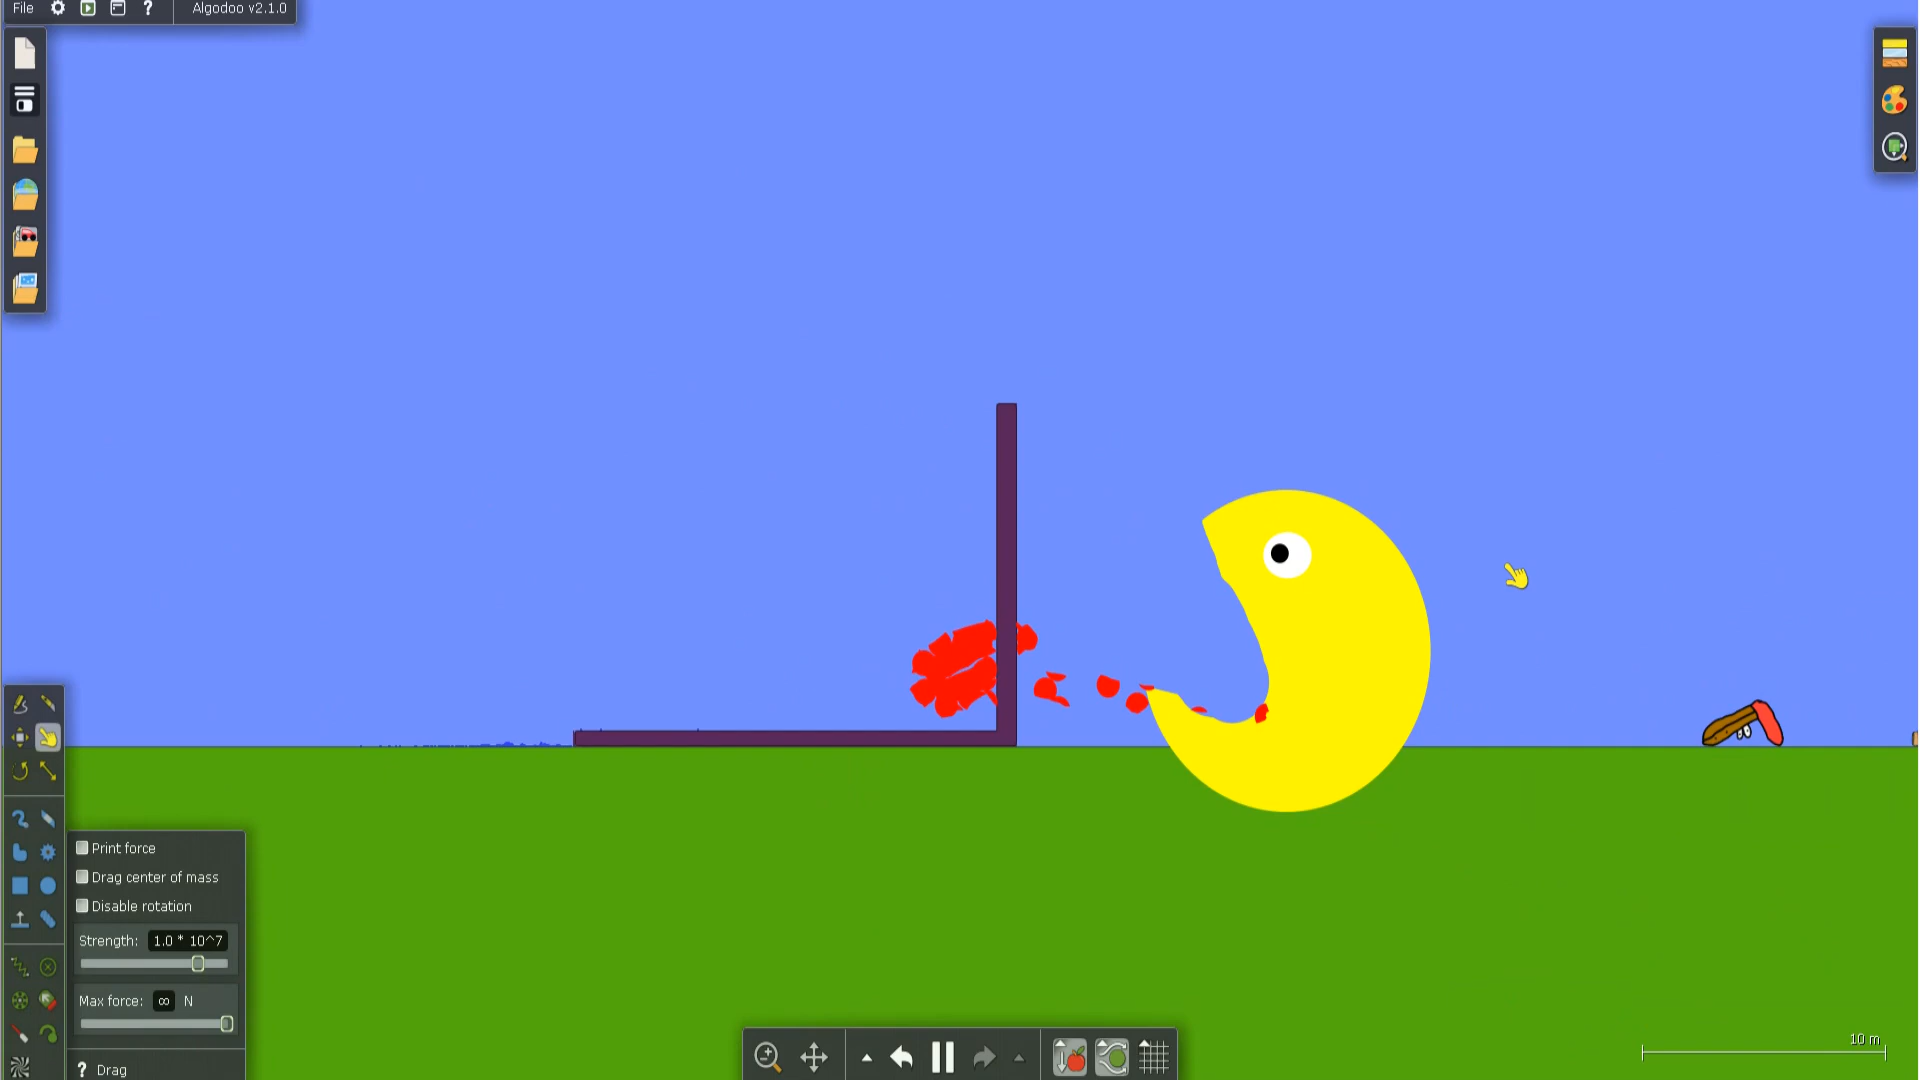 File ? Algodoo v2.1.0
Print force
Drag center of mass
Disable rotation
Strength: 1.0 * 10^7
Max force: ∞ N
? Drag
10 m